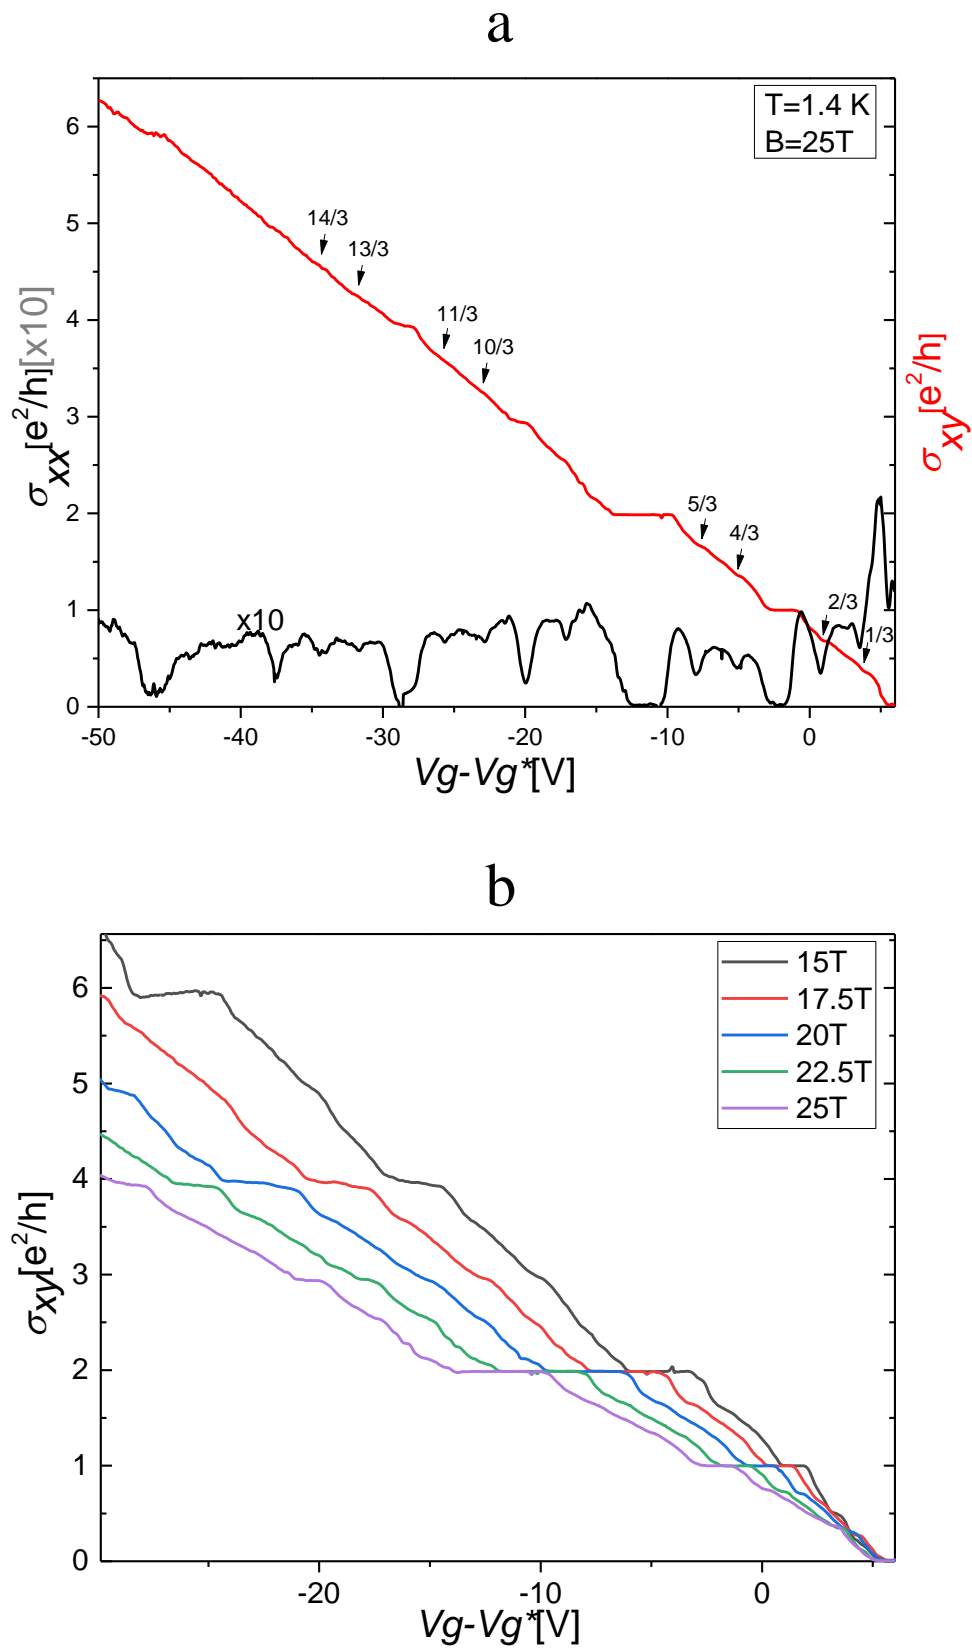 a
T=1.4 K
B=25T
σxx[e²/h][x10]
σxy[e²/h]
6
5
4
3
2
1
0
14/3
13/3
11/3
10/3
5/3
4/3
2/3
1/3
x10
-50 -40 -30 -20 -10 0
Vg-Vg*[V]
b
15T
17.5T
20T
22.5T
25T
σxy[e²/h]
6
5
4
3
2
1
0
-20 -10 0
Vg-Vg*[V]